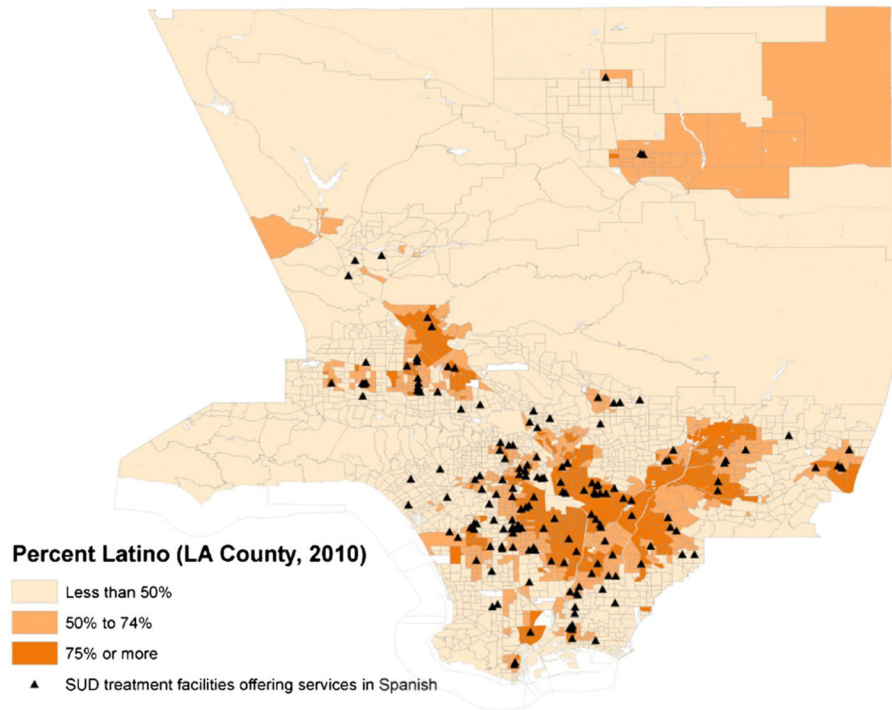 Percent Latino (LA County, 2010)
Less than 50%
50% to 74%
75% or more
SUD treatment facilities offering services in Spanish